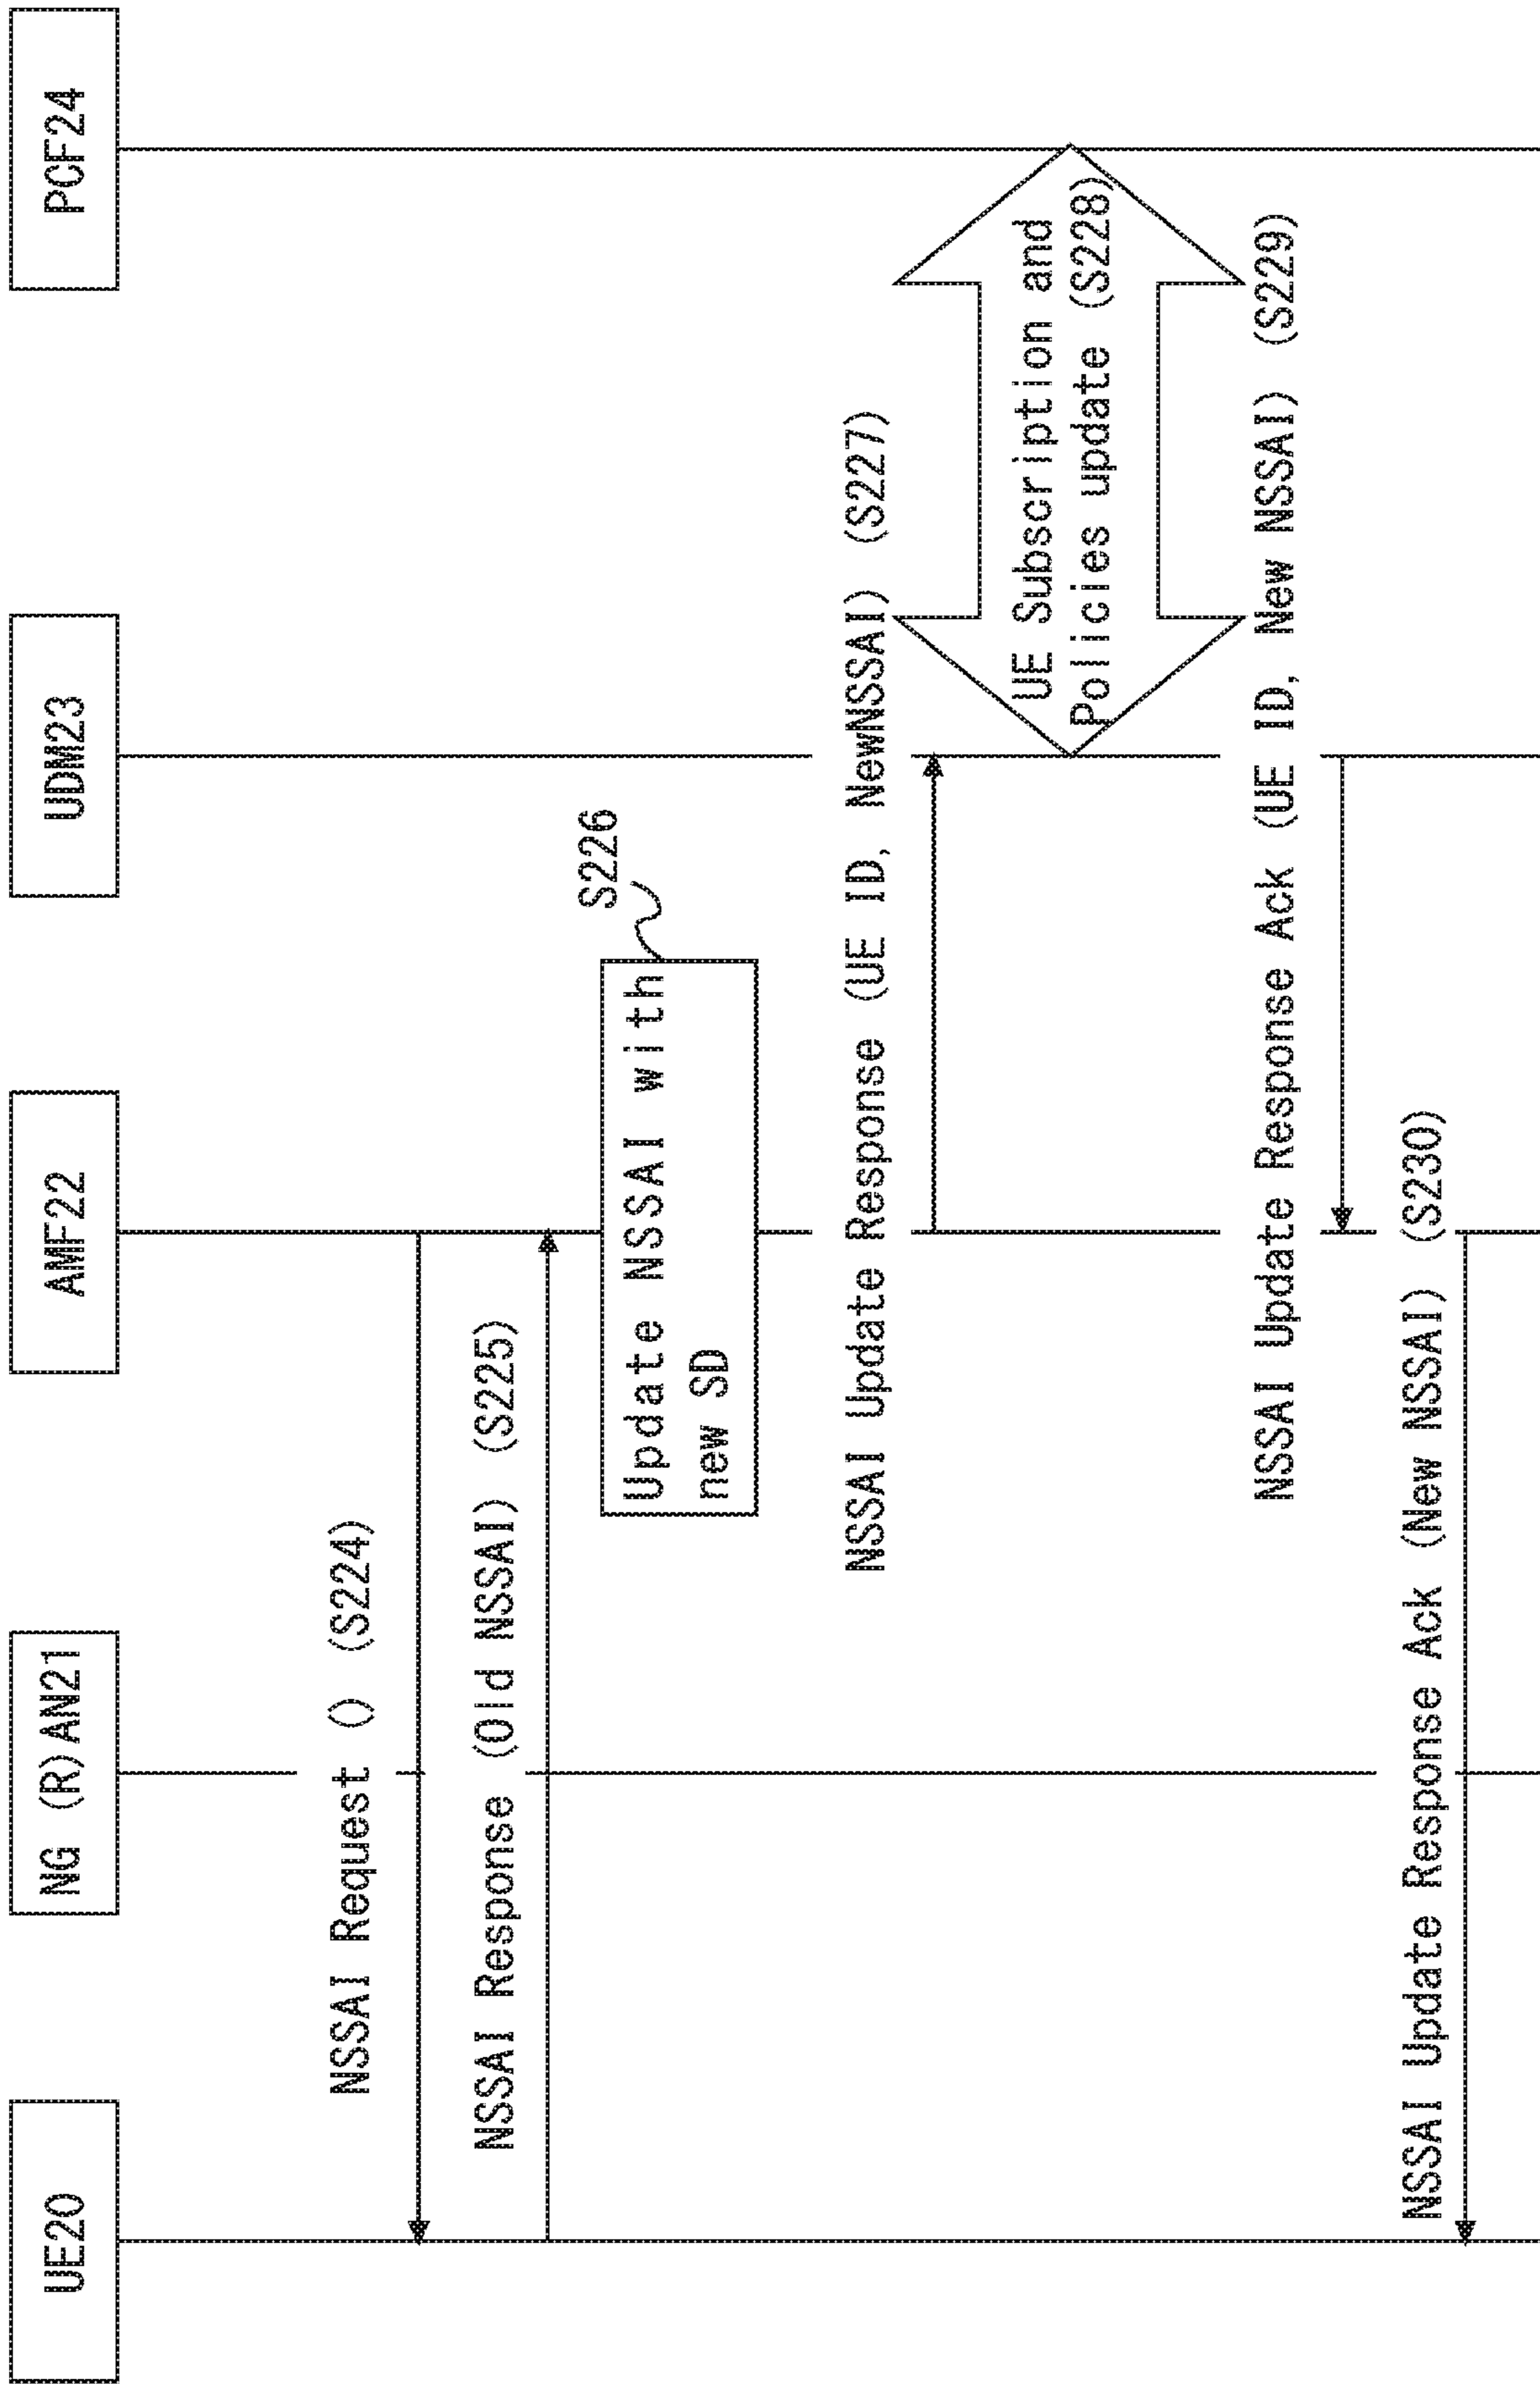 UE20
NG (R) AN21
AMF22
UDM23
PCF24
NSSAI Request () (S224)
NSSAI Response (Old NSSAI) (S225)
Update NSSAI with
new SD
S226
NSSAI Update Response (UE ID, NewNSSAI) (S227)
UE Subscription and
Policies update (S228)
NSSAI Update Response Ack (UE ID, New NSSAI) (S229)
NSSAI Update Response Ack (New NSSAI) (S230)